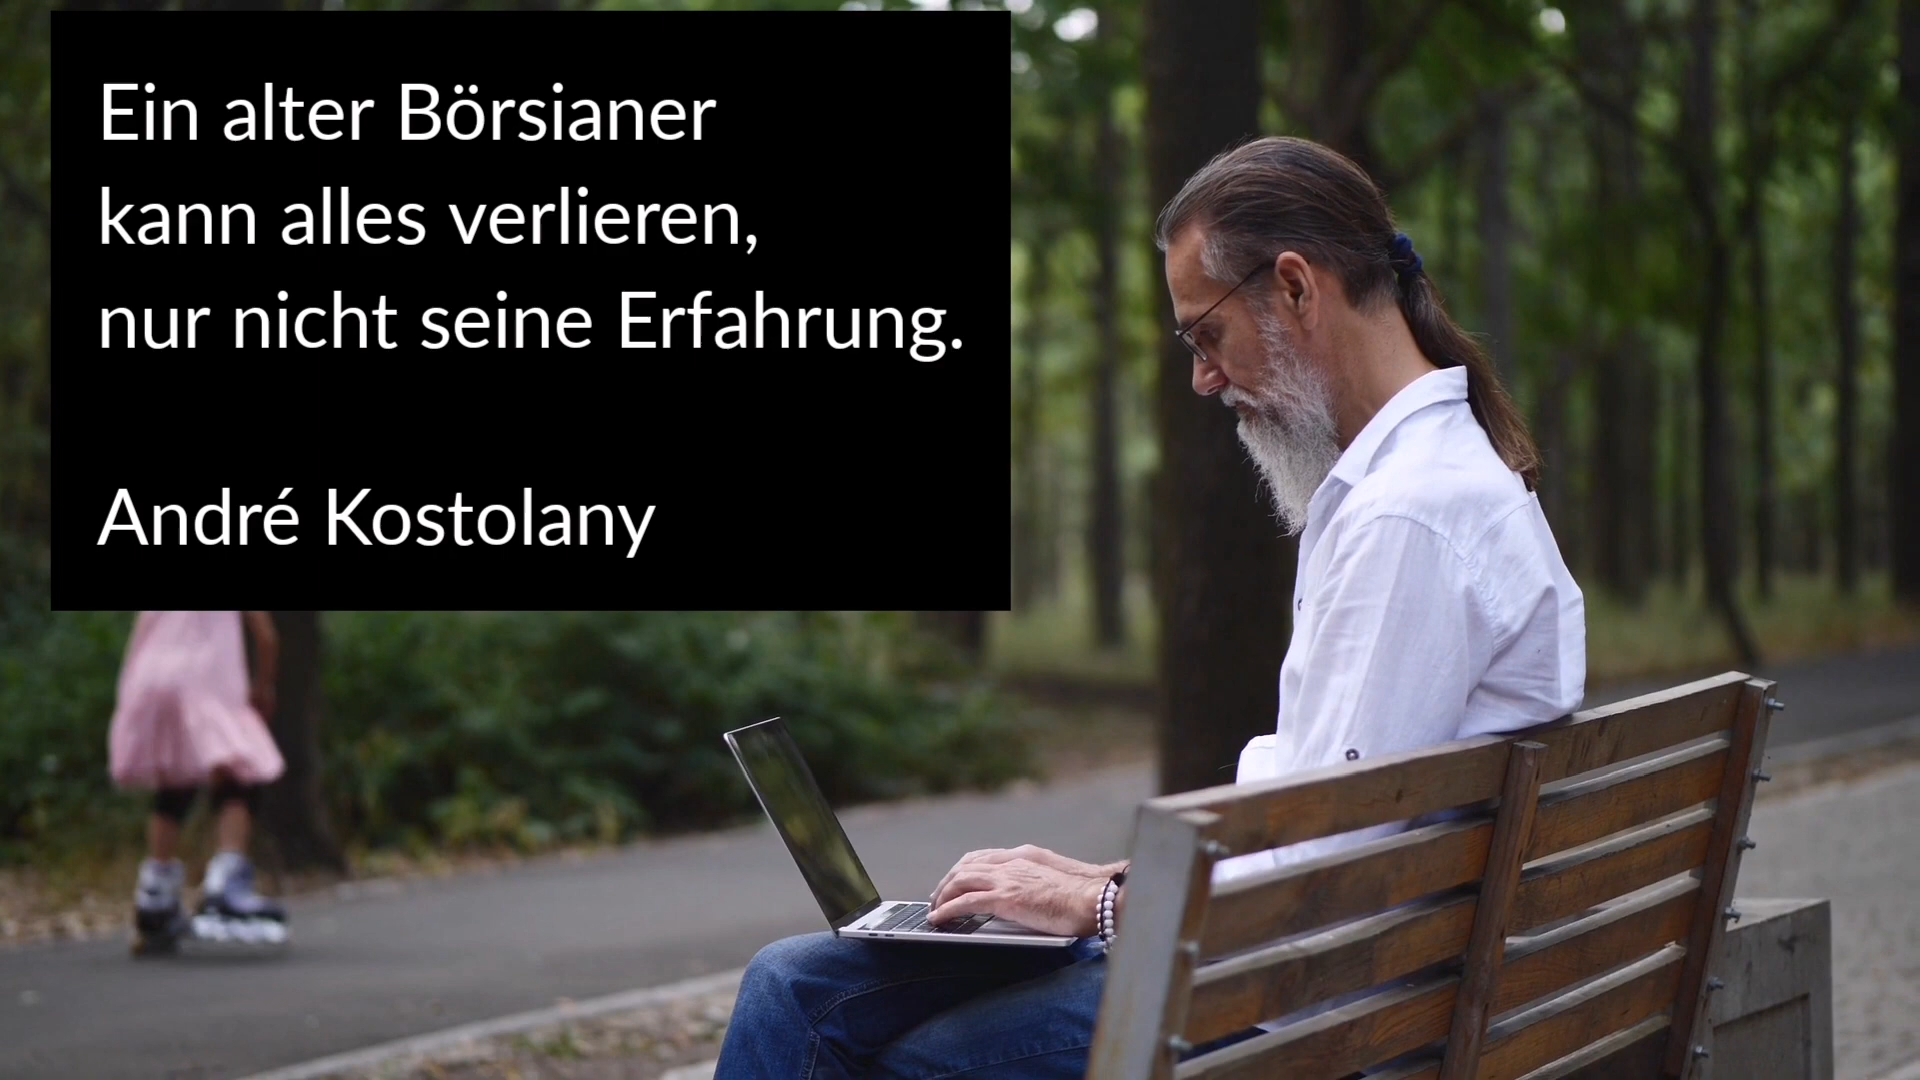 Ein alter Börsianer
kann alles verlieren,
nur nicht seine Erfahrung.
André Kostolany